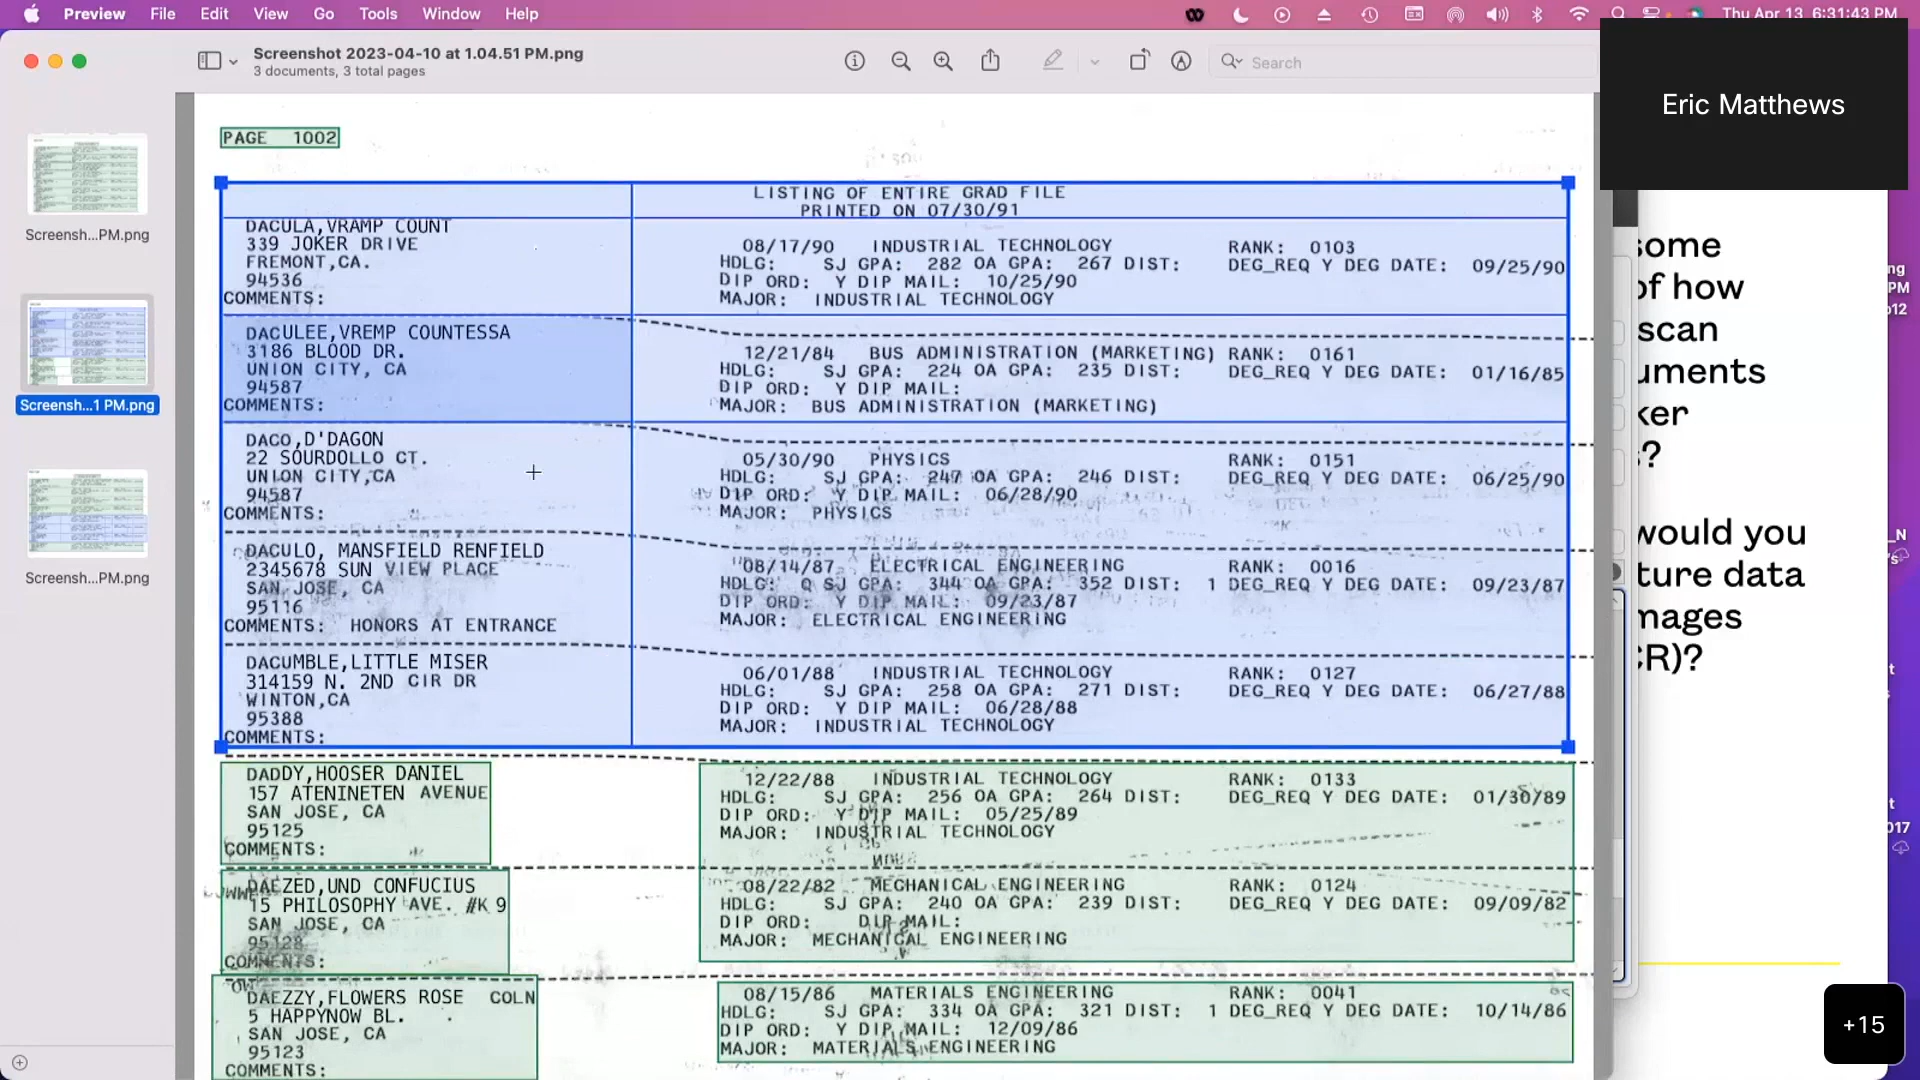 Preview File Edit View Go Tools Window Help
Thu Apr 13 6:31:43 PM
Screenshot 2023-04-10 at 1.04.51 PM.png
3 documents, 3 total pages
Search
Eric Matthews
Screensh...PM.png
Screensh...1 PM.png
Screensh...PM.png
PAGE 1002
LISTING OF ENTIRE GRAD FILE
PRINTED ON 07/30/91
DACULA,VRAMP COUNT
339 JOKER DRIVE
FREMONT,CA.
94536
COMMENTS:
08/17/90 INDUSTRIAL TECHNOLOGY RANK: 0103
HDLG: SJ GPA: 282 OA GPA: 267 DIST: DEG_REQ Y DEG DATE: 09/25/90
DIP ORD: Y DIP MAIL: 10/25/90
MAJOR: INDUSTRIAL TECHNOLOGY
DACULEE,VREMP COUNTESSA
3186 BLOOD DR.
UNION CITY, CA
94587
COMMENTS:
12/21/84 BUS ADMINISTRATION (MARKETING) RANK: 0161
HDLG: SJ GPA: 224 OA GPA: 235 DIST: DEG_REQ Y DEG DATE: 01/16/85
DIP ORD: Y DIP MAIL:
MAJOR: BUS ADMINISTRATION (MARKETING)
DACO,D'DAGON
22 SOURDOLLO CT.
UNION CITY,CA
94587
COMMENTS:
05/30/90 PHYSICS RANK: 0151
HDLG: SJ GPA: 247 OA GPA: 246 DIST: DEG_REQ Y DEG DATE: 06/25/90
DIP ORD: Y DIP MAIL: 06/28/90
MAJOR: PHYSICS
DACULO, MANSFIELD RENFIELD
2345678 SUN VIEW PLACE
SAN JOSE, CA
95116
COMMENTS: HONORS AT ENTRANCE
08/14/87 ELECTRICAL ENGINEERING RANK: 0016
HDLG: Q SJ GPA: 344 OA GPA: 352 DIST: 1 DEG_REQ Y DEG DATE: 09/23/87
DIP ORD: Y DIP MAIL: 09/23/87
MAJOR: ELECTRICAL ENGINEERING
DACUMBLE,LITTLE MISER
314159 N. 2ND CIR DR
WINTON,CA
95388
COMMENTS:
06/01/88 INDUSTRIAL TECHNOLOGY RANK: 0127
HDLG: SJ GPA: 258 OA GPA: 271 DIST: DEG_REQ Y DEG DATE: 06/27/88
DIP ORD: Y DIP MAIL: 06/28/88
MAJOR: INDUSTRIAL TECHNOLOGY
DADDY,HOOSER DANIEL
157 ATENINETEN AVENUE
SAN JOSE, CA
95125
COMMENTS:
12/22/88 INDUSTRIAL TECHNOLOGY RANK: 0133
HDLG: SJ GPA: 256 OA GPA: 264 DIST: DEG_REQ Y DEG DATE: 01/30/89
DIP ORD: Y DIP MAIL: 05/25/89
MAJOR: INDUSTRIAL TECHNOLOGY
DAEZED,UND CONFUCIUS
15 PHILOSOPHY AVE. #K 9
SAN JOSE, CA
95128
COMMENTS:
08/22/82 MECHANICAL ENGINEERING RANK: 0124
HDLG: SJ GPA: 240 OA GPA: 239 DIST: DEG_REQ Y DEG DATE: 09/09/82
DIP ORD: DIP MAIL:
MAJOR: MECHANICAL ENGINEERING
DAEZZY,FLOWERS ROSE COLN
5 HAPPYNOW BL.
SAN JOSE, CA
95123
COMMENTS:
08/15/86 MATERIALS ENGINEERING RANK: 0041
HDLG: SJ GPA: 334 OA GPA: 321 DIST: 1 DEG_REQ Y DEG DATE: 10/14/86
DIP ORD: Y DIP MAIL: 12/09/86
MAJOR: MATERIALS ENGINEERING
some
of how
scan
uments
ker
s?
would you
ture data
mages
CR)?
ng
PM
o12
_N
's
t
t
017
+15